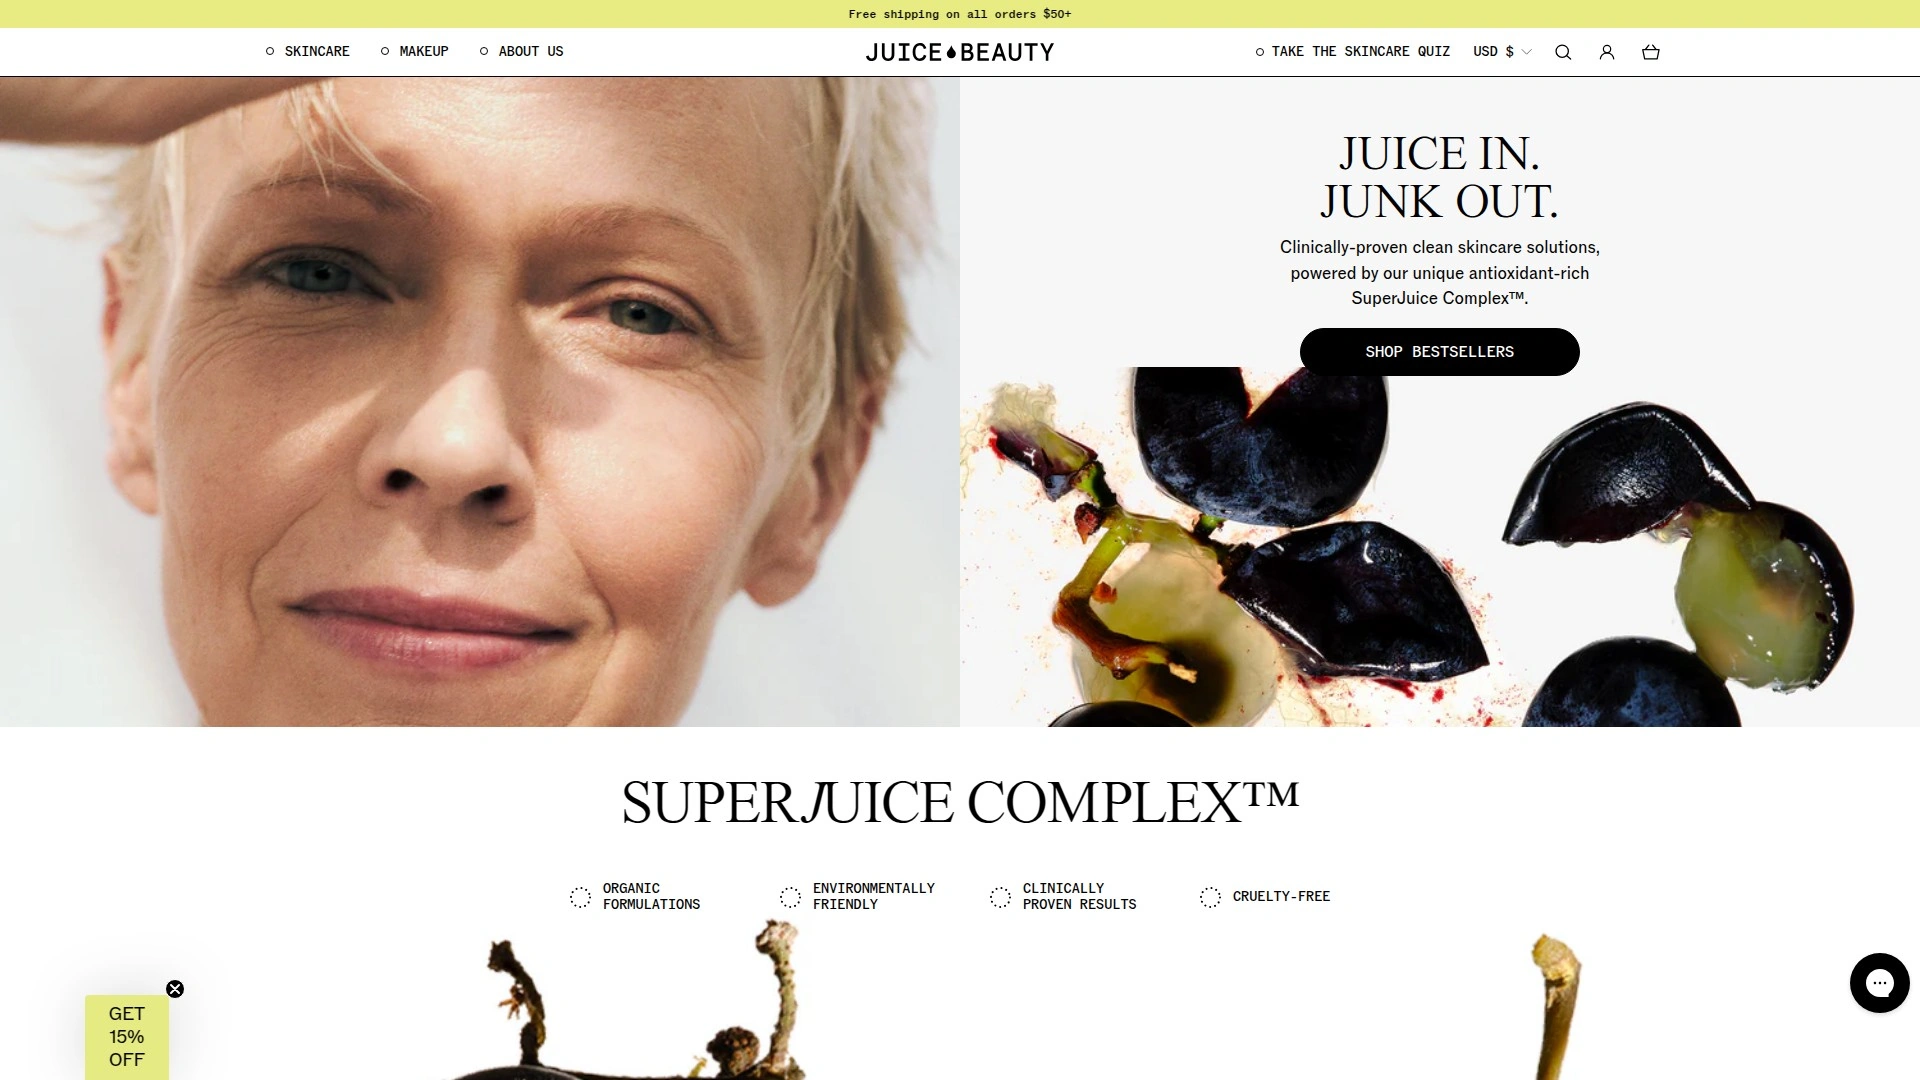 Free shipping on all orders $50+
SKINCARE
MAKEUP
ABOUT US
JUICE BEAUTY
TAKE THE SKINCARE QUIZ
USD $
JUICE IN.
JUNK OUT.
Clinically-proven clean skincare solutions,
powered by our unique antioxidant-rich
SuperJuice Complex™.
SHOP BESTSELLERS
SUPERJUICE COMPLEX™
ORGANIC
FORMULATIONS
ENVIRONMENTALLY
FRIENDLY
CLINICALLY
PROVEN RESULTS
CRUELTY-FREE
GET
15%
OFF